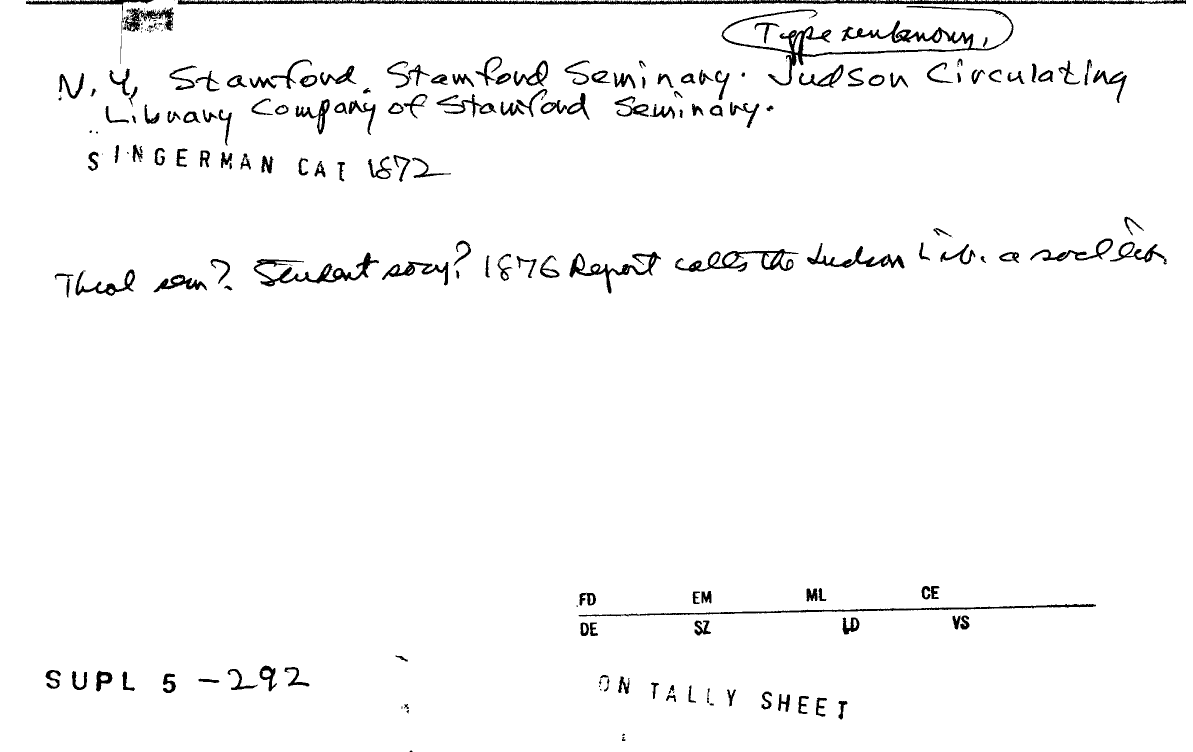 Type unknown.
N.Y. Stamford. Stamford Seminary. Judson Circulating
Library Company of Stamford Seminary.
SINGERMAN CAT 1872
Theol sem? Student socy? 1876 Report calls the Judson Lib. a socl lib.
FD EM ML CE
DE SZ LD VS
SUPL 5 -292
ON TALLY SHEET